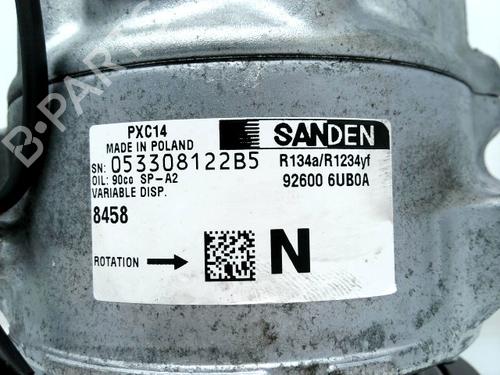 PXC14
MADE IN POLAND
SANDEN
SN: 053308122B5
R134a/R1234yf
OIL: 90cc SP-A2
92600 6UB0A
VARIABLE DISP.
8458
ROTATION
N
B-PARTS